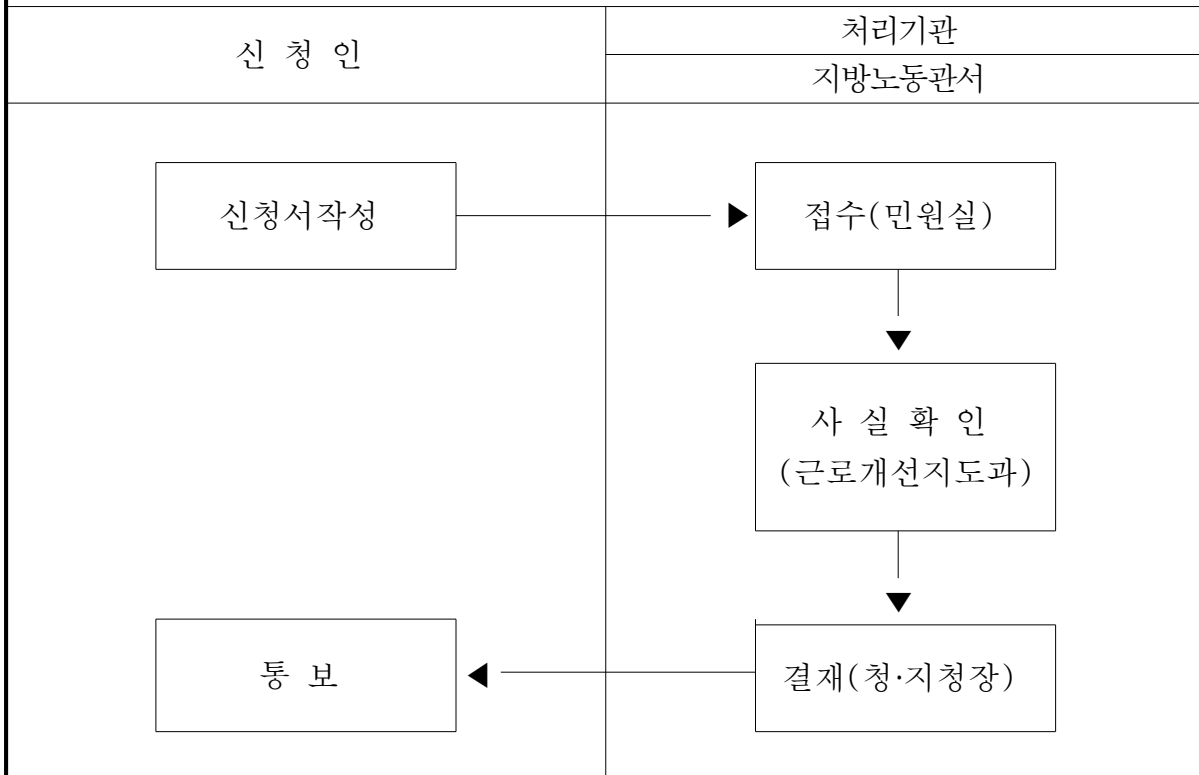 신 청 인
처리기관
지방노동관서
신청서작성
접수(민원실)
사 실 확 인
(근로개선지도과)
통 보
결재(청·지청장)